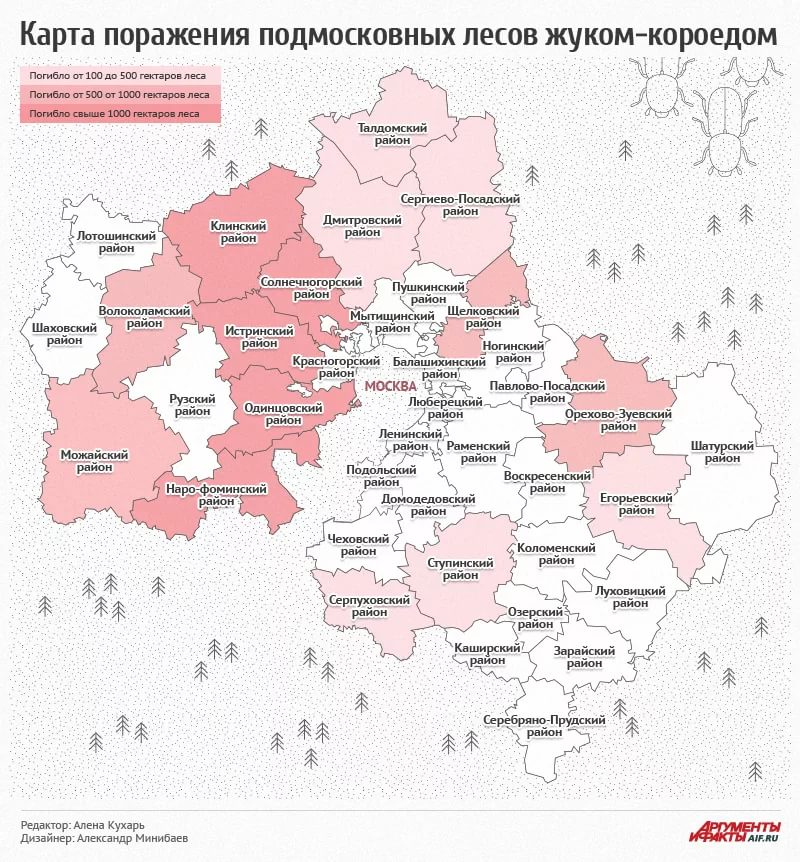 Карта поражения подмосковных лесов жуком-короедом
Погибло от 100 до 500 гектаров леса
Погибло от 500 от 1000 гектаров леса
Погибло свыше 1000 гектаров леса
Талдомский
район
Сергиево-Посадский
район
Дмитровский
район
Клинский
район
Лотошинский
район
Солнечногорский
район
Пушкинский
район
Волоколамский
район
Мытищинский
район
Щелковский
район
Шаховский
район
Истринский
район
Ногинский
район
Красногорский
район
Балашихинский
район
МОСКВА
Павлово-Посадский
район
Рузский
район
Одинцовский
район
Люберецкий
район
Орехово-Зуевский
район
Ленинский
район
Раменский
район
Шатурский
район
Можайский
район
Подольский
район
Воскресенский
район
Наро-фоминский
район
Домодедовский
район
Егорьевский
район
Чеховский
район
Коломенский
район
Ступинский
район
Луховицкий
район
Серпуховский
район
Озерский
район
Каширский
район
Зарайский
район
Серебряно-Прудский
район
Редактор: Алена Кухарь
Дизайнер: Александр Минибаев
АРГУМЕНТЫ
И ФАКТЫ AIF.RU